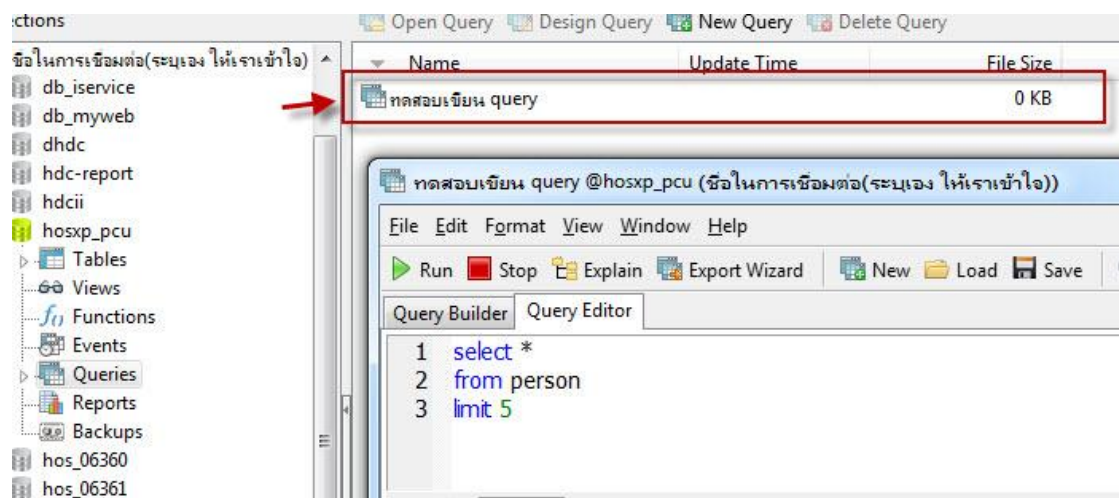 ctions
Open Query Design Query New Query Delete Query
ชื่อในการเชื่อมต่อ(ระบุเอง ให้เราเข้าใจ)
db_iservice
db_myweb
dhdc
hdc-report
hdcii
hosxp_pcu
Tables
Views
Functions
Events
Queries
Reports
Backups
hos_06360
hos_06361
Name Update Time File Size
ทดสอบเขียน query 0 KB
ทดสอบเขียน query @hosxp_pcu (ชื่อในการเชื่อมต่อ(ระบุเอง ให้เราเข้าใจ))
File Edit Format View Window Help
Run Stop Explain Export Wizard New Load Save
Query Builder Query Editor
1 select *
2 from person
3 limit 5